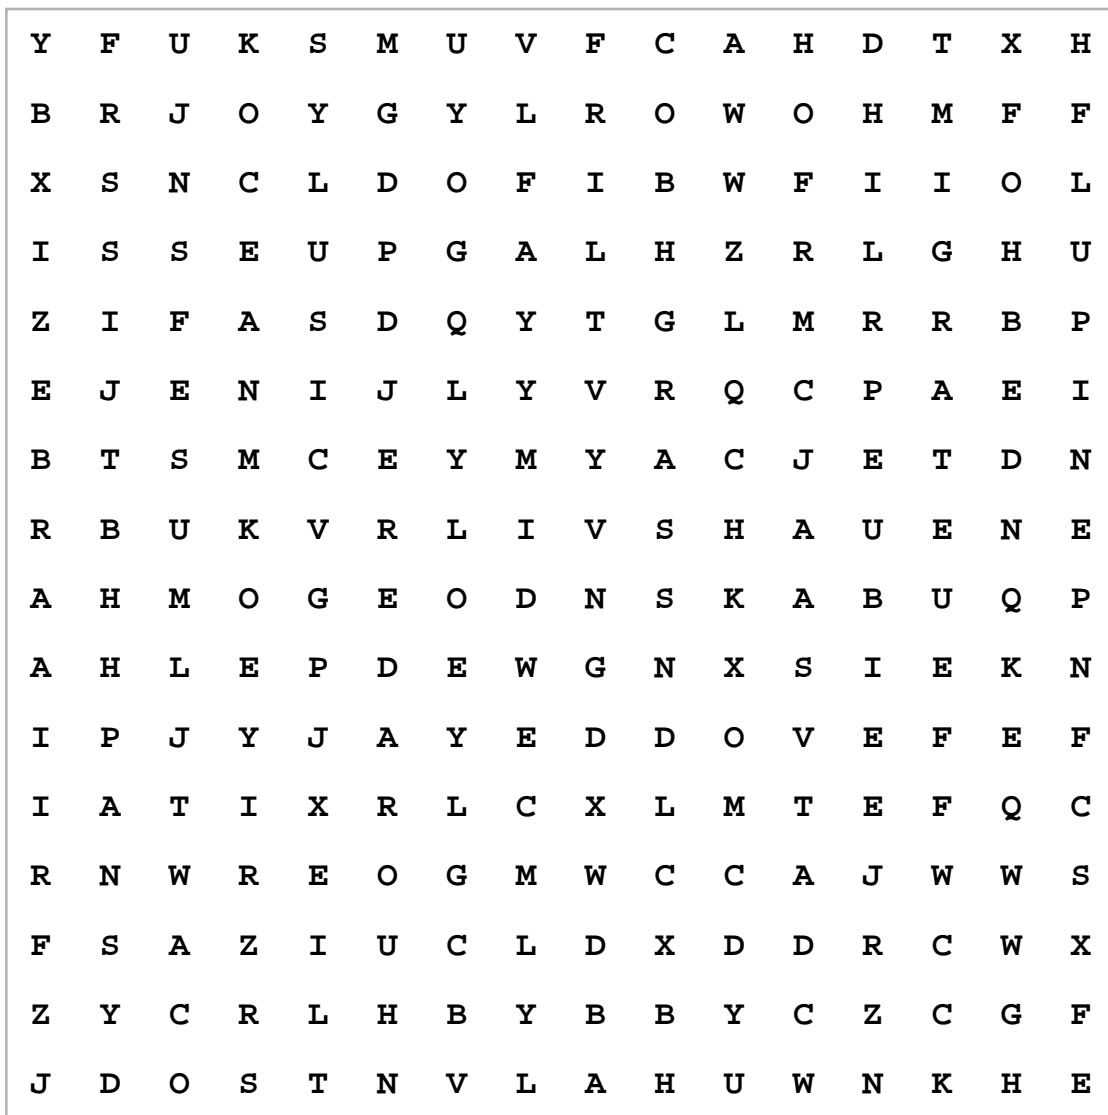 Y F U K S M U V F C A H D T X H
B R J O Y G Y L R O W O H M F F
X S N C L D O F I B W F I I O L
I S S E U P G A L H Z R L G H U
Z I F A S D Q Y T G L M R R B P
E J E N I J L Y V R Q C P A E I
B T S M C E Y M Y A C J E T D N
R B U K V R L I V S H A U E N E
A H M O G E O D N S K A B U Q P
A H L E P D E W G N X S I E K N
I P J Y J A Y E D D O V E F E F
I A T I X R L C X L M T E F Q C
R N W R E O G M W C C A J W W S
F S A Z I U C L D X D D R C W X
Z Y C R L H B Y B B Y C Z C G F
J D O S T N V L A H U W N K H E